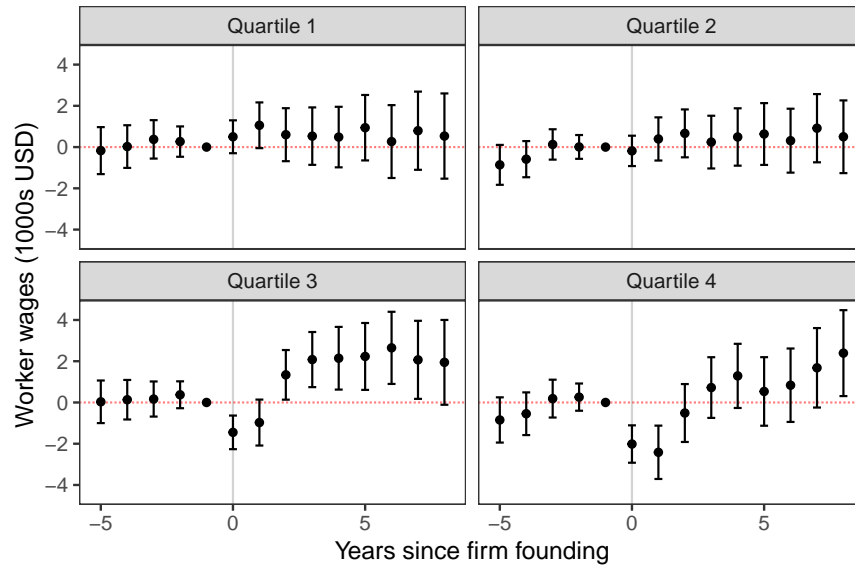 Quartile 1
Quartile 2
4
2
0
−2
−4
Quartile 3
Quartile 4
4
2
0
−2
−4
−5
0
5
−5
0
5
Worker wages (1000s USD)
Years since firm founding